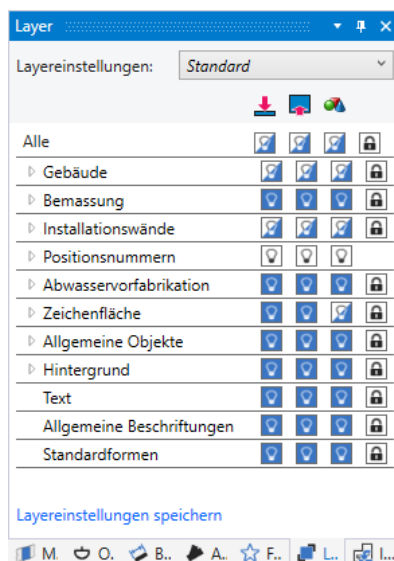 Layer
Layereinstellungen: Standard
Alle
Gebäude
Bemassung
Installationswände
Positionsnummern
Abwasservorfabrikation
Zeichenfläche
Allgemeine Objekte
Hintergrund
Text
Allgemeine Beschriftungen
Standardformen
Layereinstellungen speichern
M. O. B.. A.. F.. L.. I...